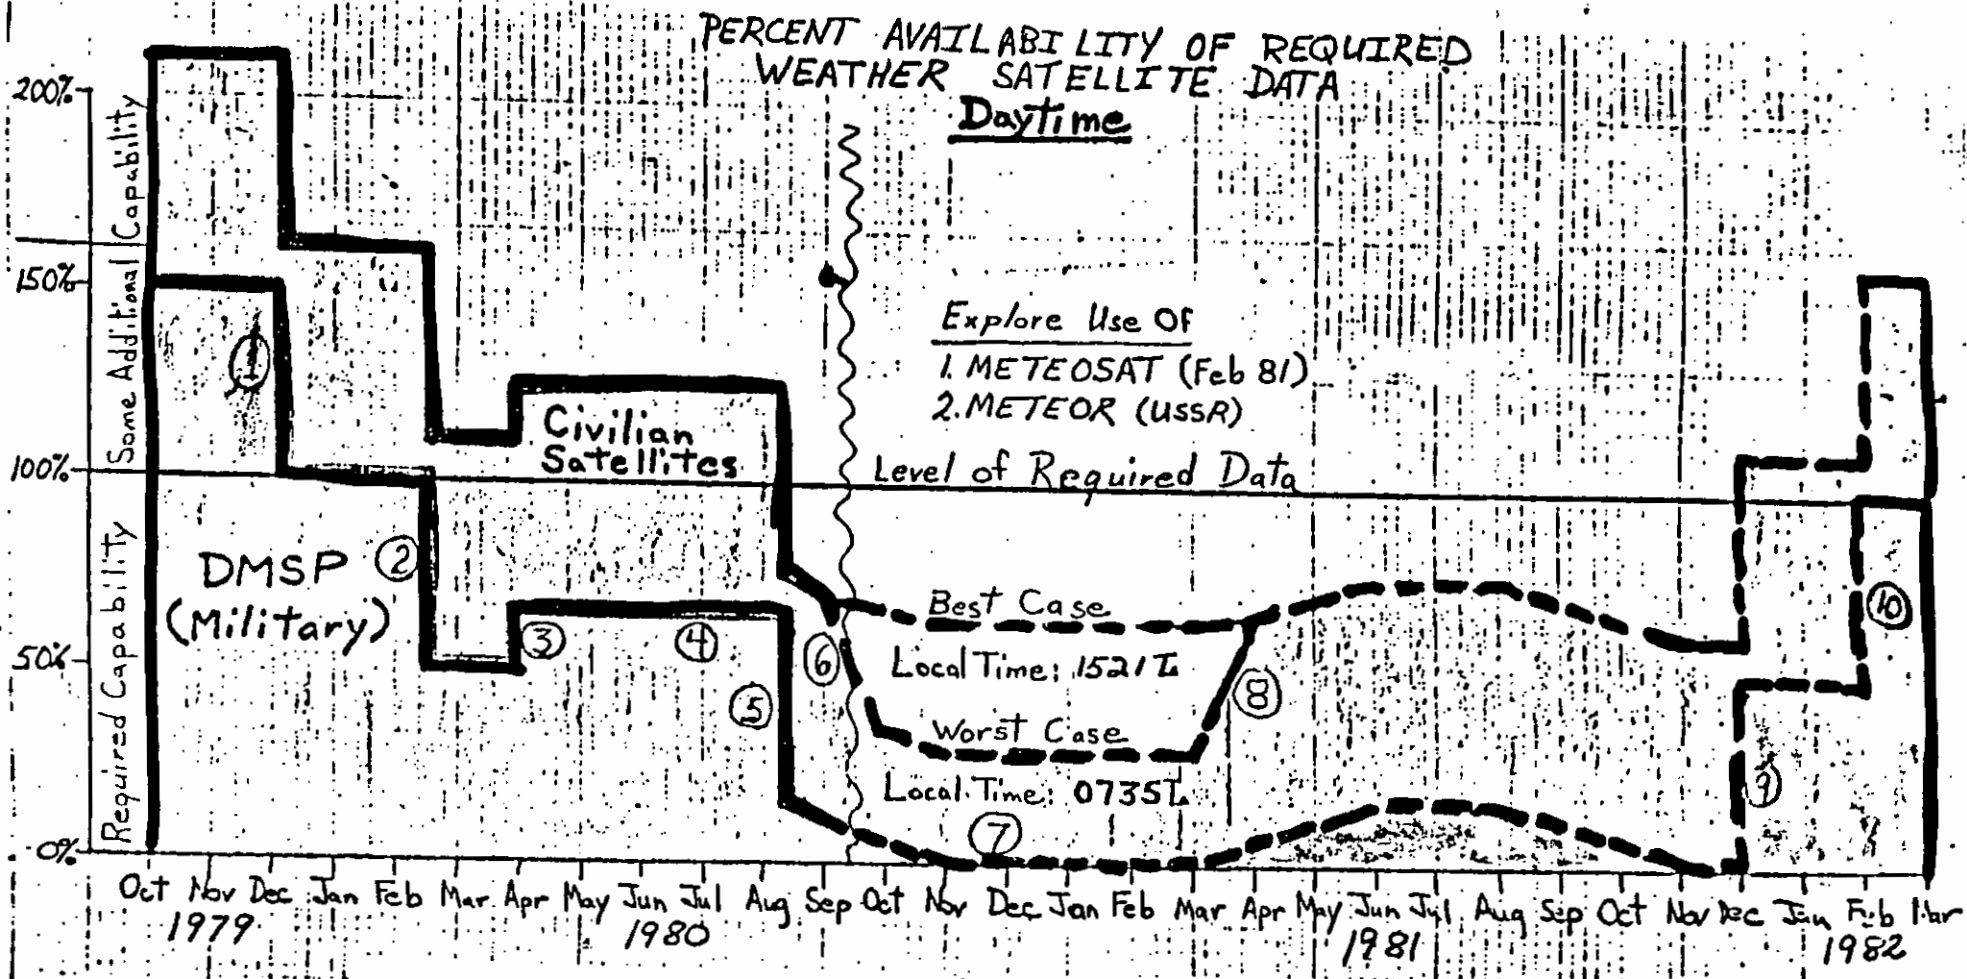 PERCENT AVAILABILITY OF REQUIRED
WEATHER SATELLITE DATA
Daytime
200%
150%
100%
50%
0%
Some Additional Capability
Required Capability
Explore Use Of
1. METEOSAT (Feb 81)
2. METEOR (USSR)
Civilian
Satellites
Level of Required Data
DMSP
(Military)
Best Case
Local Time: 1521L
Worst Case
Local Time: 0735L
1
2
3
4
5
6
7
8
9
10
Oct Nov Dec Jan Feb Mar Apr May Jun Jul Aug Sep Oct Nov Dec Jan Feb Mar Apr May Jun Jul Aug Sep Oct Nov Dec Jan Feb Mar
1979 1980 1981 1982